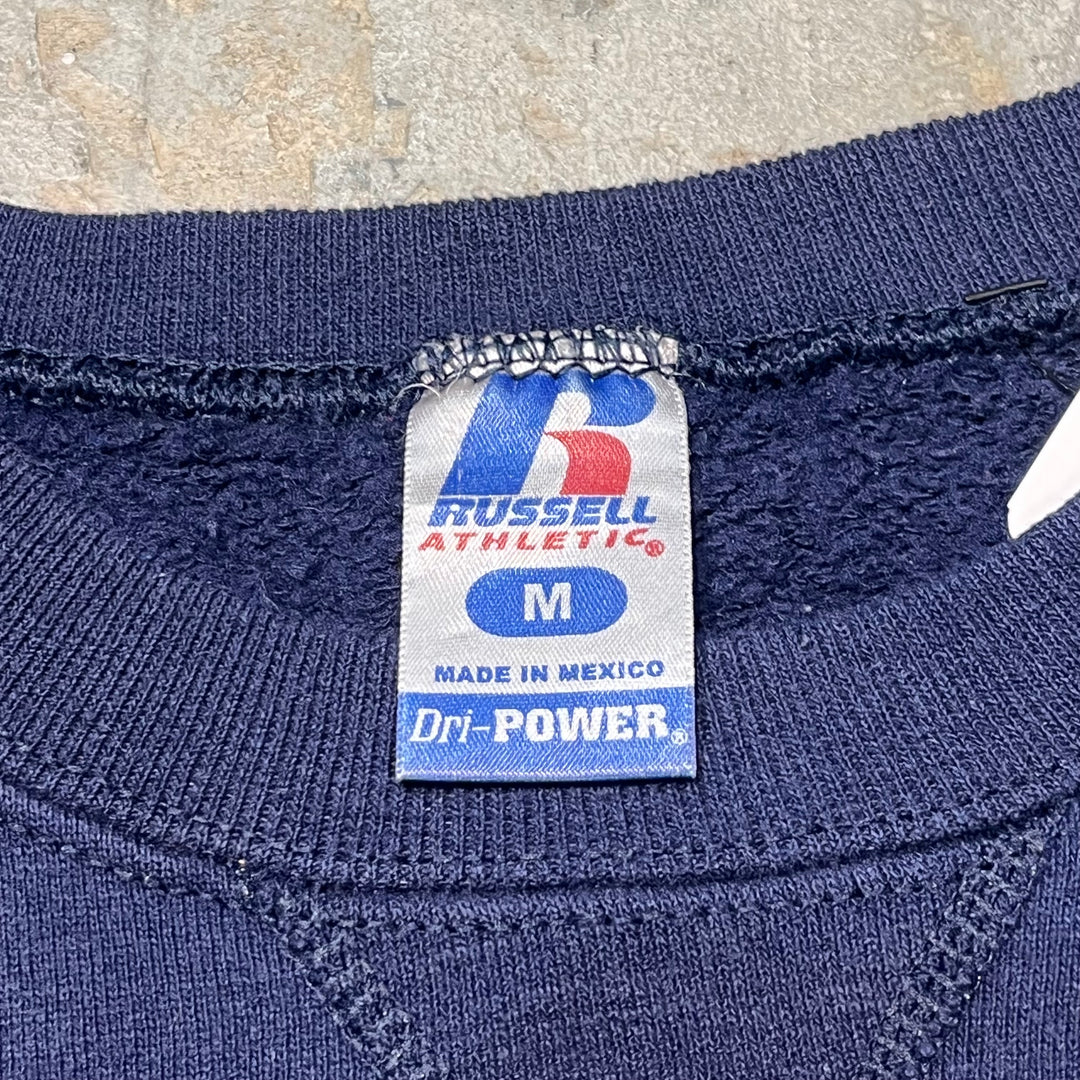 R
RUSSELL
ATHLETIC®
M
MADE IN MEXICO
Dri-POWER®